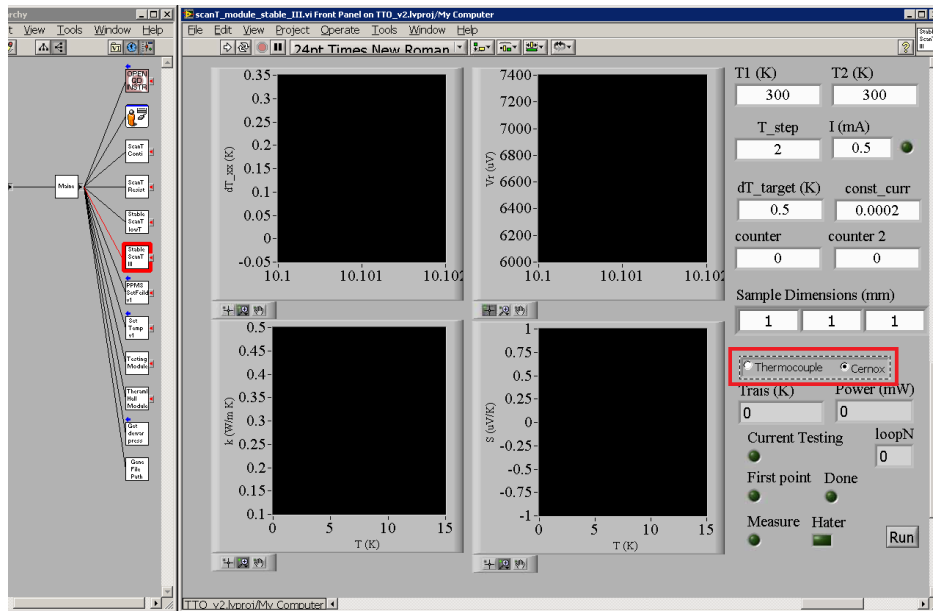 archy
scanT_module_stable_III.vi Front Panel on TTO_v2.lvproj/My Computer
View Tools Window Help
File Edit View Project Operate Tools Window Help
24pt Times New Roman
OPEN
GD
INSTR
ScanT
Conti
Mains
ScanT
Resist
Stable
ScanT
lowT
Stable
ScanT
III
PPMS
SetFeild
v1
Set
Temp
v1
Testing
Module
Theraml
Hall
Module
Get
dewar
press
Gene
File
Path
0.35
0.3
0.25
0.2
0.15
0.1
0.05
0
-0.05
dT_xx (K)
10.1 10.101 10.102
7400
7200
7000
6800
6600
6400
6200
6000
Vr (uV)
10.1 10.101 10.102
0.5
0.45
0.4
0.35
0.3
0.25
0.2
0.15
0.1
k (W/m K)
0 5 10 15
T (K)
1
0.75
0.5
0.25
0
-0.25
-0.5
-0.75
-1
S (uV/K)
0 5 10 15
T (K)
T1 (K) T2 (K)
300 300
T_step I (mA)
2 0.5
dT_target (K) const_curr
0.5 0.0002
counter counter 2
0 0
Sample Dimensions (mm)
1 1 1
Thermocouple Cernox
Trais (K) Power (mW)
0 0
Current Testing loopN
0
First point Done
Measure Hater
Run
TTO_v2.lvproj/My Computer